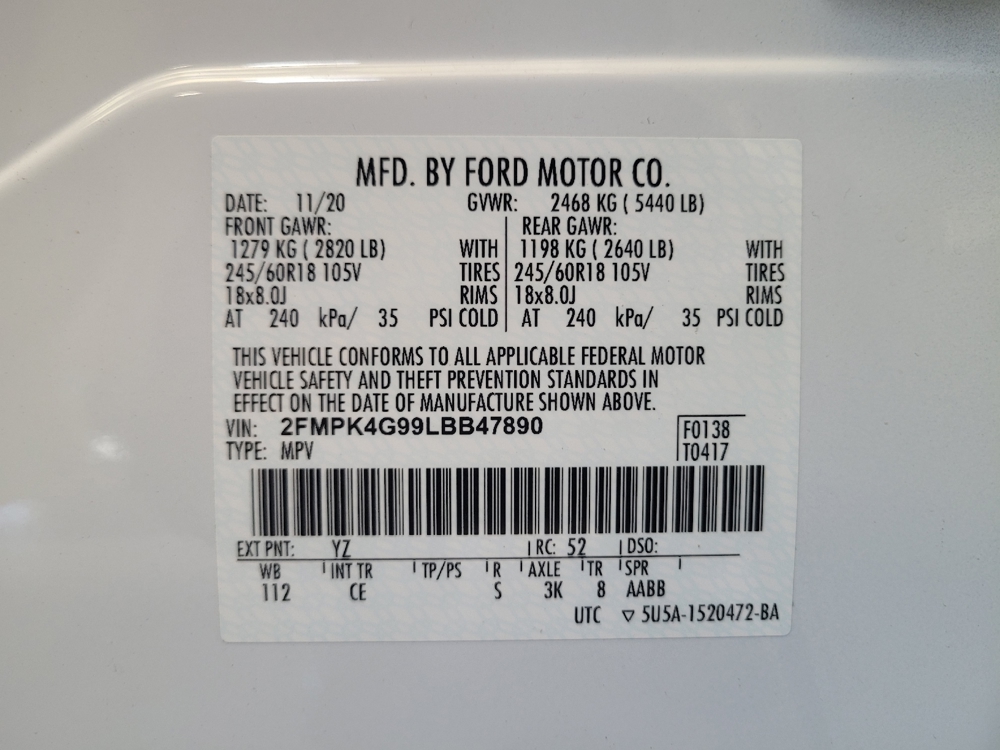 MFD. BY FORD MOTOR CO.
DATE: 11/20 GVWR: 2468 KG ( 5440 LB)
FRONT GAWR: REAR GAWR:
1279 KG ( 2820 LB) WITH 1198 KG ( 2640 LB) WITH
245/60R18 105V TIRES 245/60R18 105V TIRES
18x8.0J RIMS 18x8.0J RIMS
AT 240 kPa/ 35 PSI COLD AT 240 kPa/ 35 PSI COLD
THIS VEHICLE CONFORMS TO ALL APPLICABLE FEDERAL MOTOR
VEHICLE SAFETY AND THEFT PREVENTION STANDARDS IN
EFFECT ON THE DATE OF MANUFACTURE SHOWN ABOVE.
VIN: 2FMPK4G99LBB47890 F0138
TYPE: MPV T0417
EXT PNT: YZ RC: 52 DSO:
WB INT TR TP/PS R AXLE TR SPR
112 CE S 3K 8 AABB
UTC ▽ 5U5A-1520472-BA